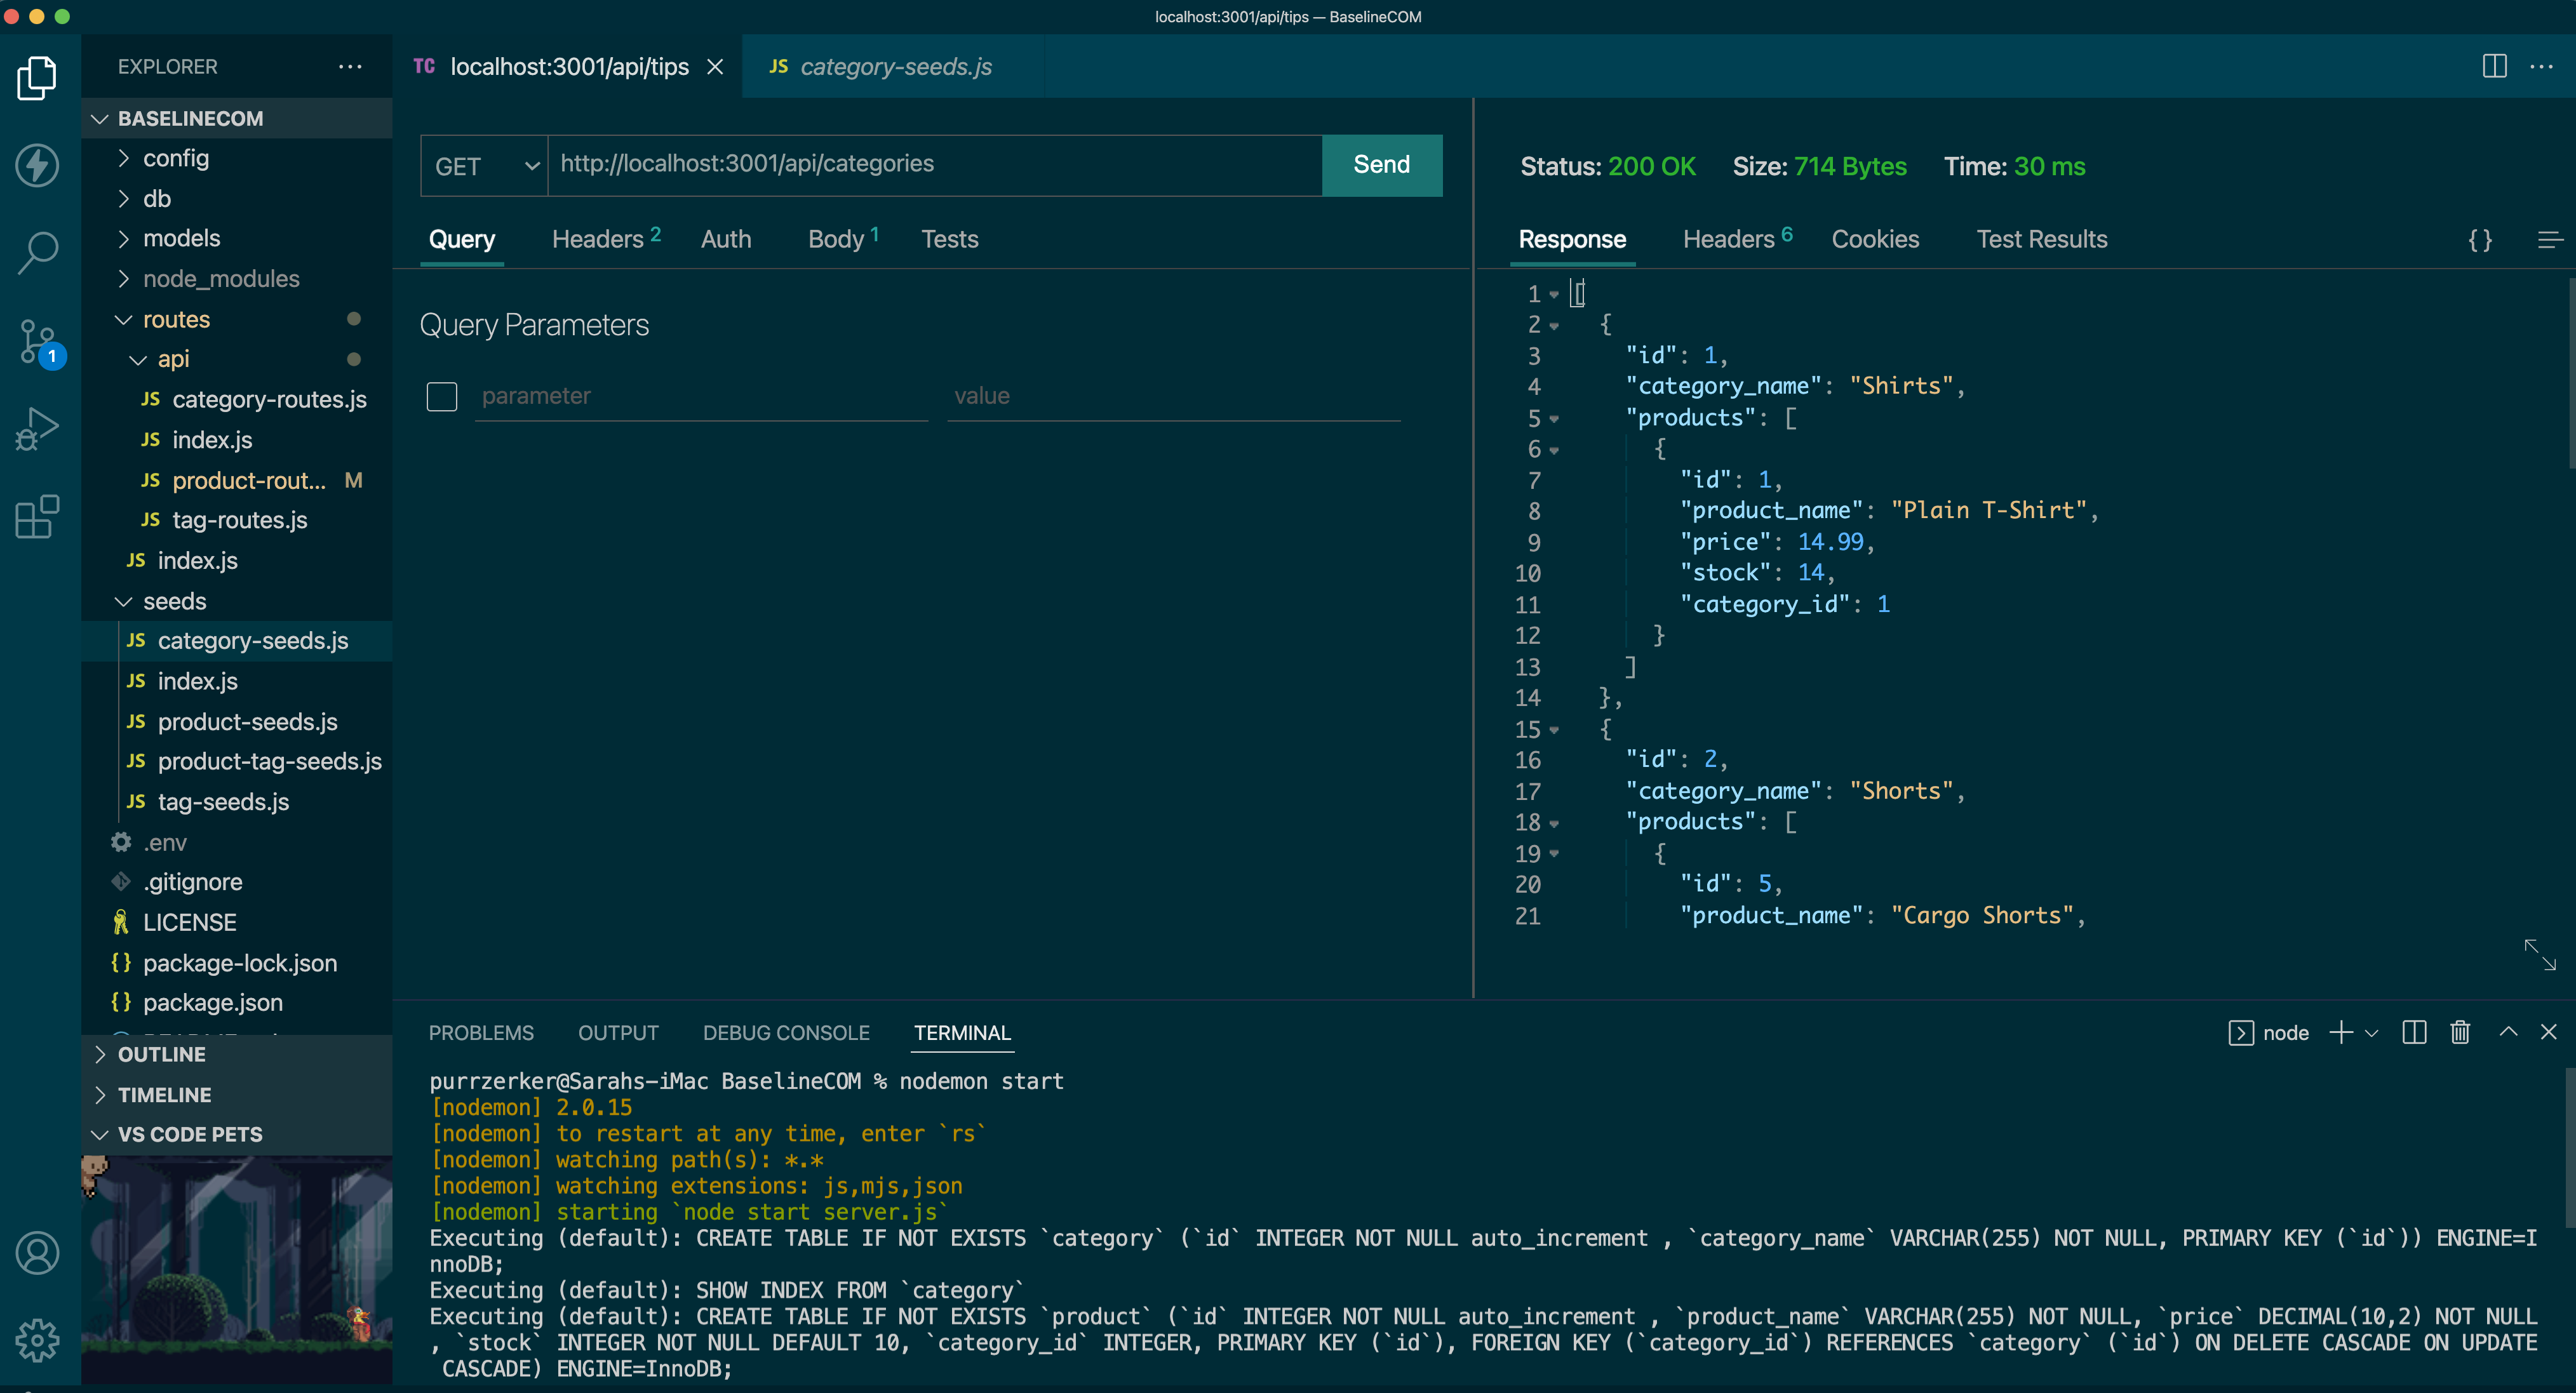 localhost:3001/api/tips — BaselineCOM
EXPLORER
BASELINECOM
config
db
models
node_modules
routes
api
JS category-routes.js
JS index.js
JS product-rout... M
JS tag-routes.js
JS index.js
seeds
JS category-seeds.js
JS index.js
JS product-seeds.js
JS product-tag-seeds.js
JS tag-seeds.js
.env
.gitignore
LICENSE
{} package-lock.json
{} package.json
OUTLINE
TIMELINE
VS CODE PETS
1
TC localhost:3001/api/tips
JS category-seeds.js
GET http://localhost:3001/api/categories Send
Query Headers 2 Auth Body 1 Tests
Query Parameters
parameter value
Status: 200 OK Size: 714 Bytes Time: 30 ms
Response Headers 6 Cookies Test Results {}
1 [
2 {
3 "id": 1,
4 "category_name": "Shirts",
5 "products": [
6 {
7 "id": 1,
8 "product_name": "Plain T-Shirt",
9 "price": 14.99,
10 "stock": 14,
11 "category_id": 1
12 }
13 ]
14 },
15 {
16 "id": 2,
17 "category_name": "Shorts",
18 "products": [
19 {
20 "id": 5,
21 "product_name": "Cargo Shorts",
PROBLEMS OUTPUT DEBUG CONSOLE TERMINAL
node
purrzerker@Sarahs-iMac BaselineCOM % nodemon start
[nodemon] 2.0.15
[nodemon] to restart at any time, enter `rs`
[nodemon] watching path(s): *.*
[nodemon] watching extensions: js,mjs,json
[nodemon] starting `node start server.js`
Executing (default): CREATE TABLE IF NOT EXISTS `category` (`id` INTEGER NOT NULL auto_increment , `category_name` VARCHAR(255) NOT NULL, PRIMARY KEY (`id`)) ENGINE=I
nnoDB;
Executing (default): SHOW INDEX FROM `category`
Executing (default): CREATE TABLE IF NOT EXISTS `product` (`id` INTEGER NOT NULL auto_increment , `product_name` VARCHAR(255) NOT NULL, `price` DECIMAL(10,2) NOT NULL
, `stock` INTEGER NOT NULL DEFAULT 10, `category_id` INTEGER, PRIMARY KEY (`id`), FOREIGN KEY (`category_id`) REFERENCES `category` (`id`) ON DELETE CASCADE ON UPDATE
CASCADE) ENGINE=InnoDB;